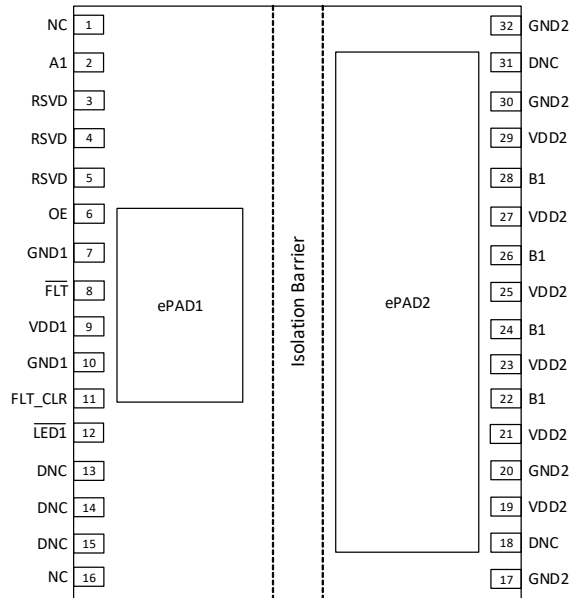 NC 1
A1 2
RSVD 3
RSVD 4
RSVD 5
OE 6
GND1 7
FLT 8
VDD1 9
GND1 10
FLT_CLR 11
LED1 12
DNC 13
DNC 14
DNC 15
NC 16
ePAD1
Isolation Barrier
ePAD2
32 GND2
31 DNC
30 GND2
29 VDD2
28 B1
27 VDD2
26 B1
25 VDD2
24 B1
23 VDD2
22 B1
21 VDD2
20 GND2
19 VDD2
18 DNC
17 GND2